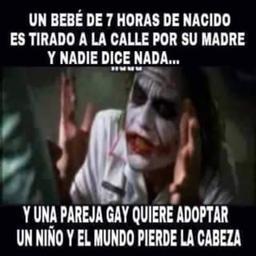 UN BEBÉ DE 7 HORAS DE NACIDO
ES TIRADO A LA CALLE POR SU MADRE
Y NADIE DICE NADA...
Y UNA PAREJA GAY QUIERE ADOPTAR
UN NIÑO Y EL MUNDO PIERDE LA CABEZA